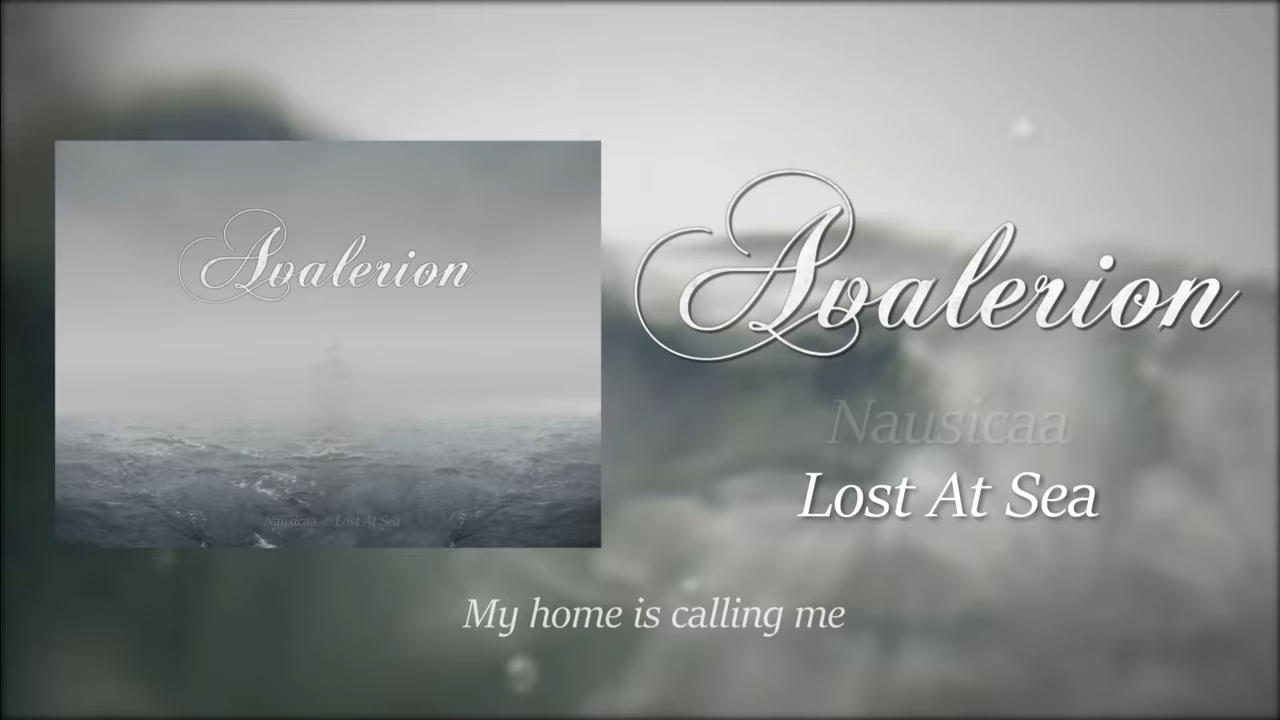 Avalerion
Nausicaa / Lost At Sea
Avalerion
Nausicaa
Lost At Sea
My home is calling me